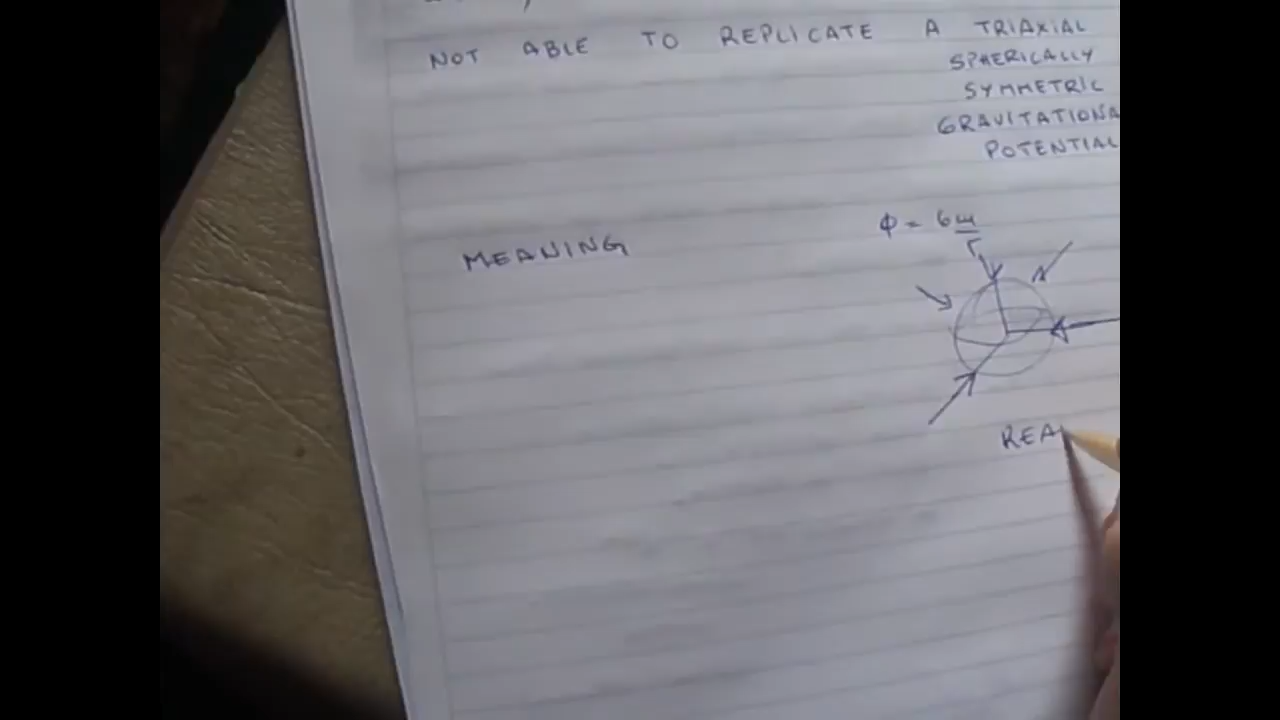 NOT ABLE TO REPLICATE A TRIAXIAL
SPHERICALLY
SYMMETRIC
GRAVITATIONA
POTENTIAL
MEANING
φ = Gm
r
REA